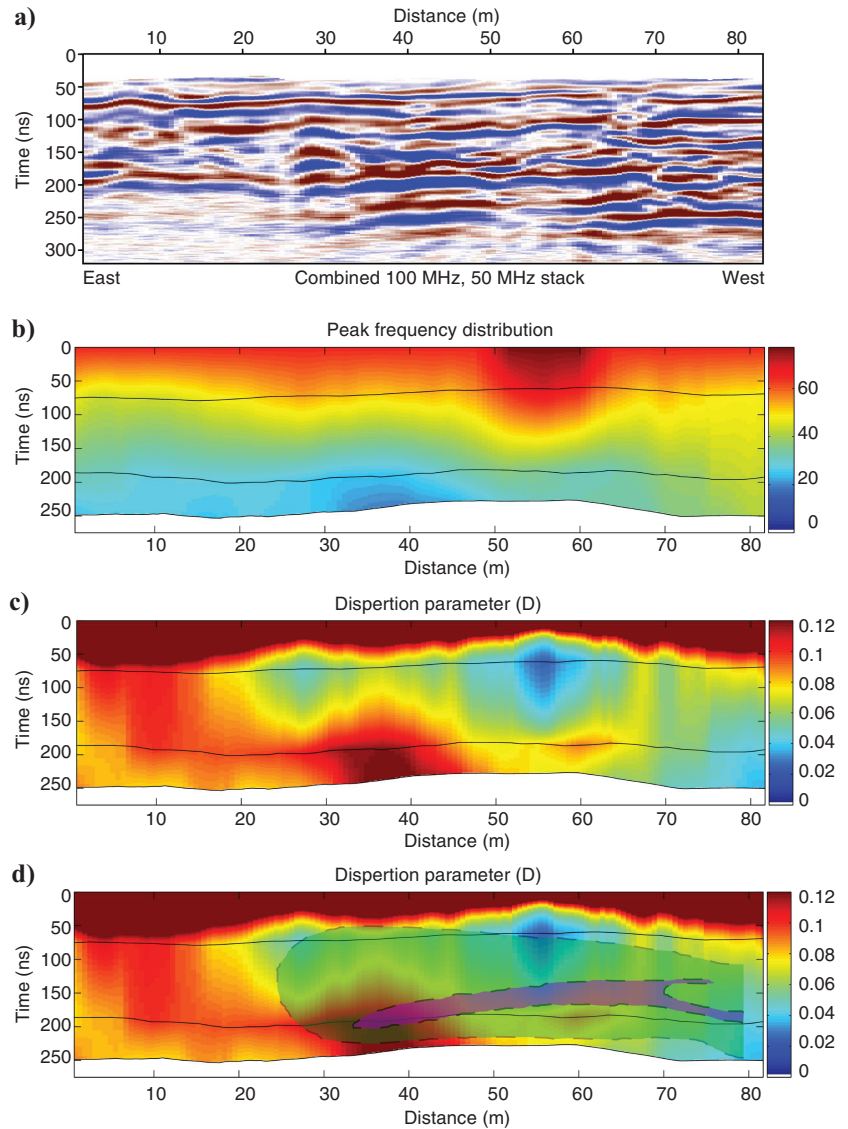 a)
Distance (m)
10 20 30 40 50 60 70 80
0
50
100
150
200
250
300
Time (ns)
East Combined 100 MHz, 50 MHz stack West
b)
Peak frequency distribution
0
50
100
150
200
250
Time (ns)
60
40
20
0
10 20 30 40 50 60 70 80
Distance (m)
c)
Dispertion parameter (D)
0
50
100
150
200
250
Time (ns)
0.12
0.1
0.08
0.06
0.04
0.02
0
10 20 30 40 50 60 70 80
Distance (m)
d)
Dispertion parameter (D)
0
50
100
150
200
250
Time (ns)
0.12
0.1
0.08
0.06
0.04
0.02
0
10 20 30 40 50 60 70 80
Distance (m)